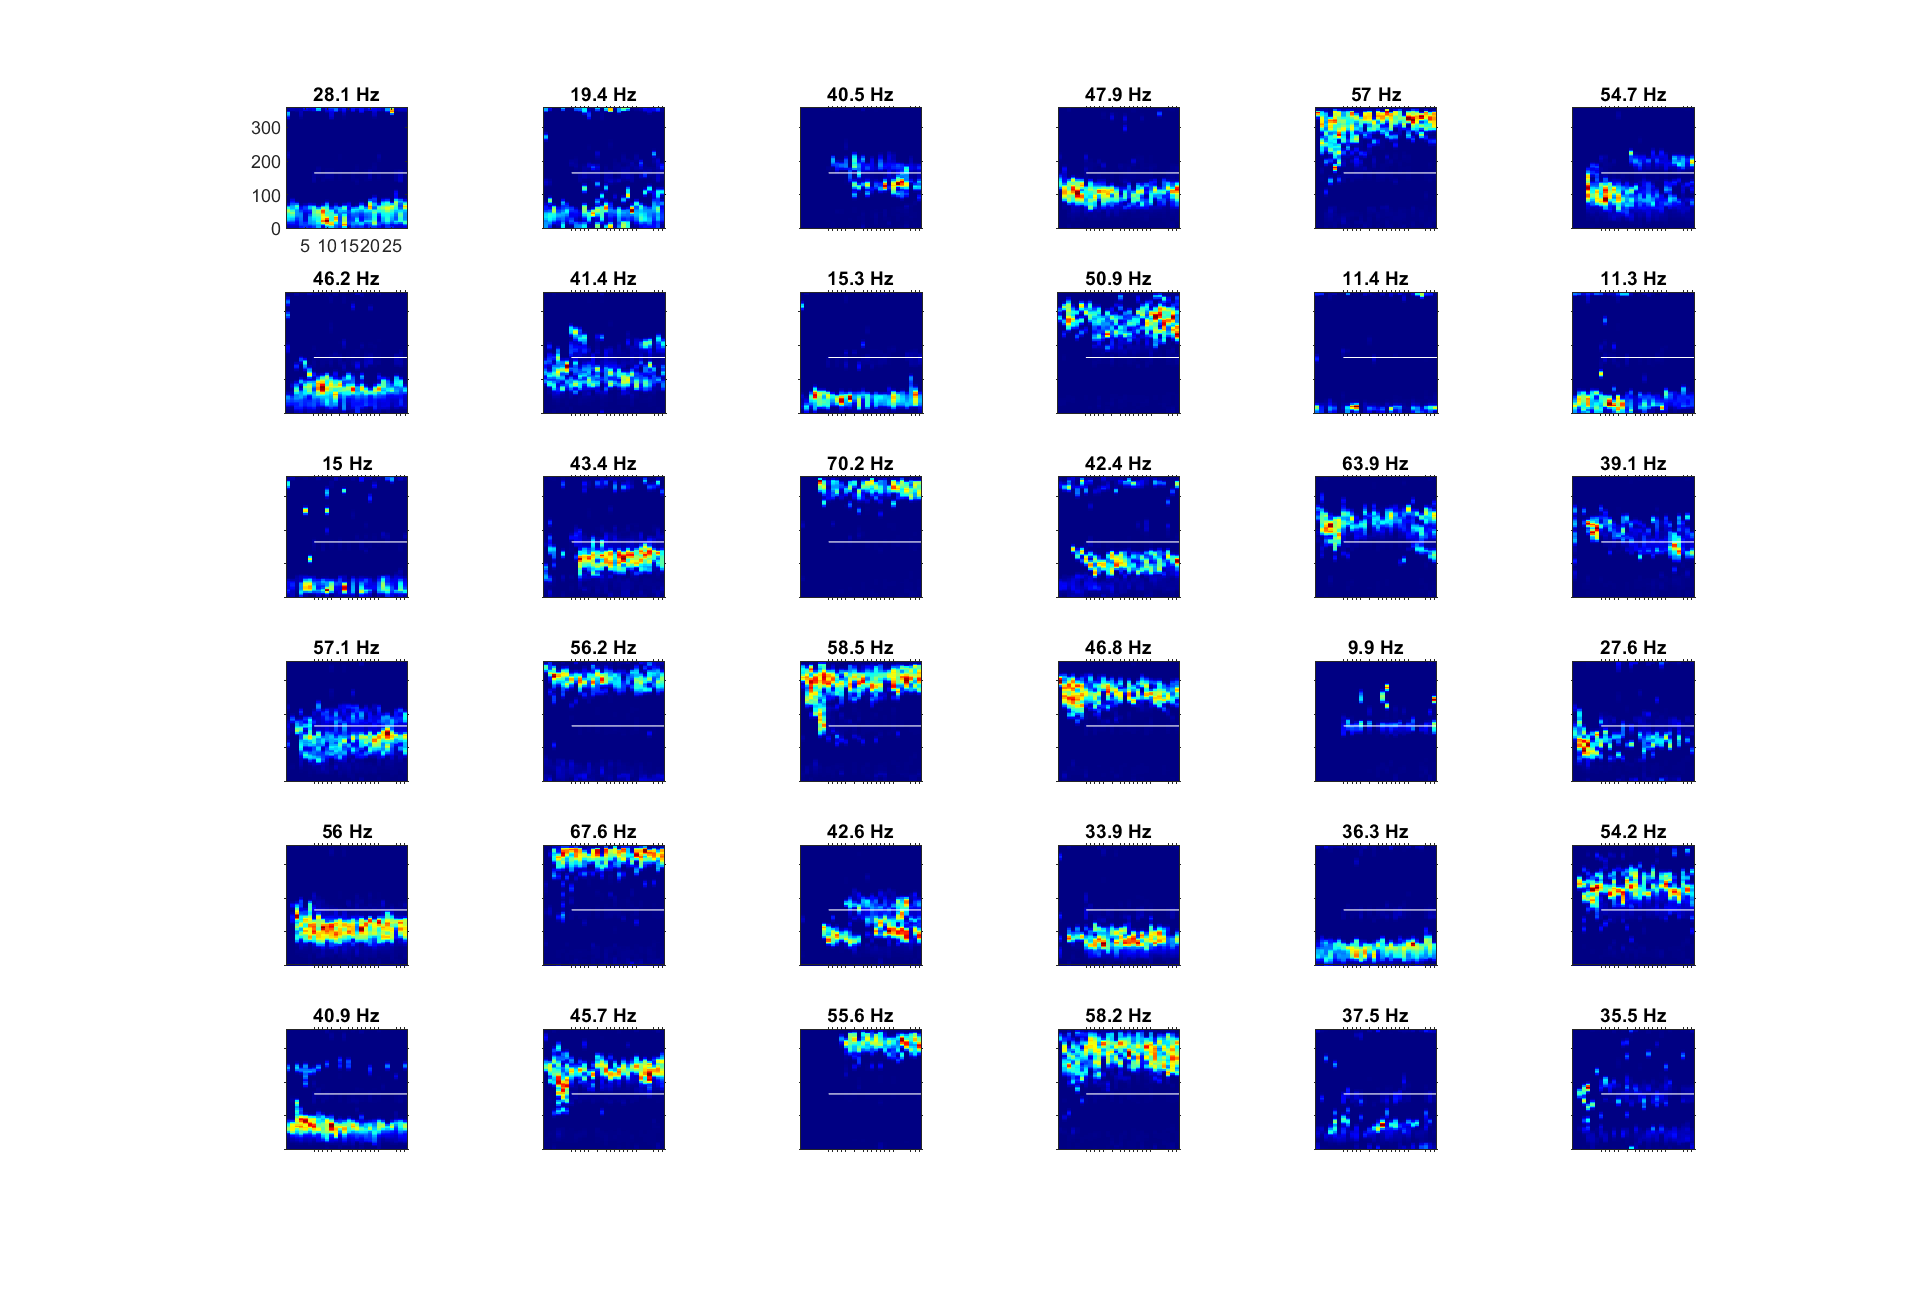 28.1 Hz 19.4 Hz 40.5 Hz 47.9 Hz 57 Hz 54.7 Hz
300
200
100
0
5 10 15 20 25
46.2 Hz 41.4 Hz 15.3 Hz 50.9 Hz 11.4 Hz 11.3 Hz
15 Hz 43.4 Hz 70.2 Hz 42.4 Hz 63.9 Hz 39.1 Hz
57.1 Hz 56.2 Hz 58.5 Hz 46.8 Hz 9.9 Hz 27.6 Hz
56 Hz 67.6 Hz 42.6 Hz 33.9 Hz 36.3 Hz 54.2 Hz
40.9 Hz 45.7 Hz 55.6 Hz 58.2 Hz 37.5 Hz 35.5 Hz